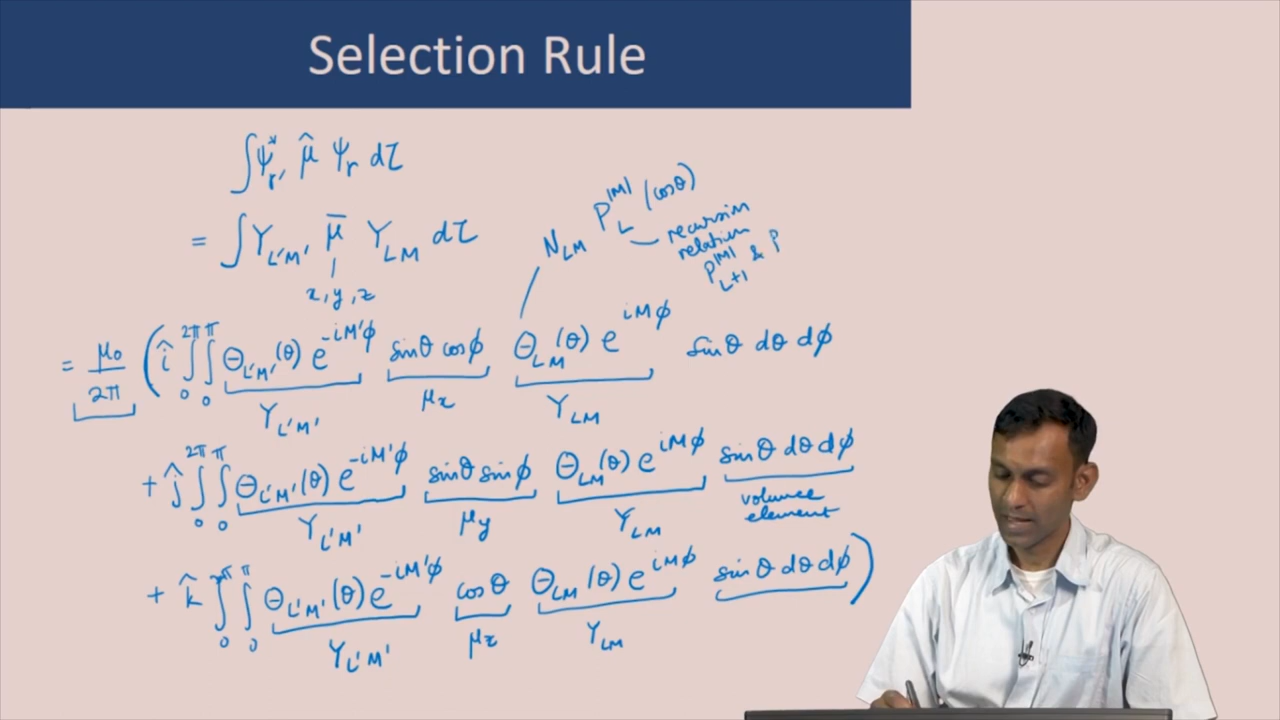 Selection Rule
∫ψ*r' μ̂ ψr dτ
= ∫YL'M' μ̄ YLM dτ
x, y, z
NLM PL^|M| (cosθ)
recursion
relation
P^|M|L+1 & P
= μ0/2π ( î ∫0^2π ∫0^π ΘL'M'(θ) e^-iM'φ sinθ cosφ ΘLM(θ) e^iMφ sinθ dθ dφ
YL'M' μx YLM
+ ĵ ∫0^2π ∫0^π ΘL'M'(θ) e^-iM'φ sinθ sinφ ΘLM(θ) e^iMφ sinθ dθ dφ
YL'M' μy YLM volume
element
+ k̂ ∫0^2π ∫0^π ΘL'M'(θ) e^-iM'φ cosθ ΘLM(θ) e^iMφ sinθ dθ dφ )
YL'M' μz YLM